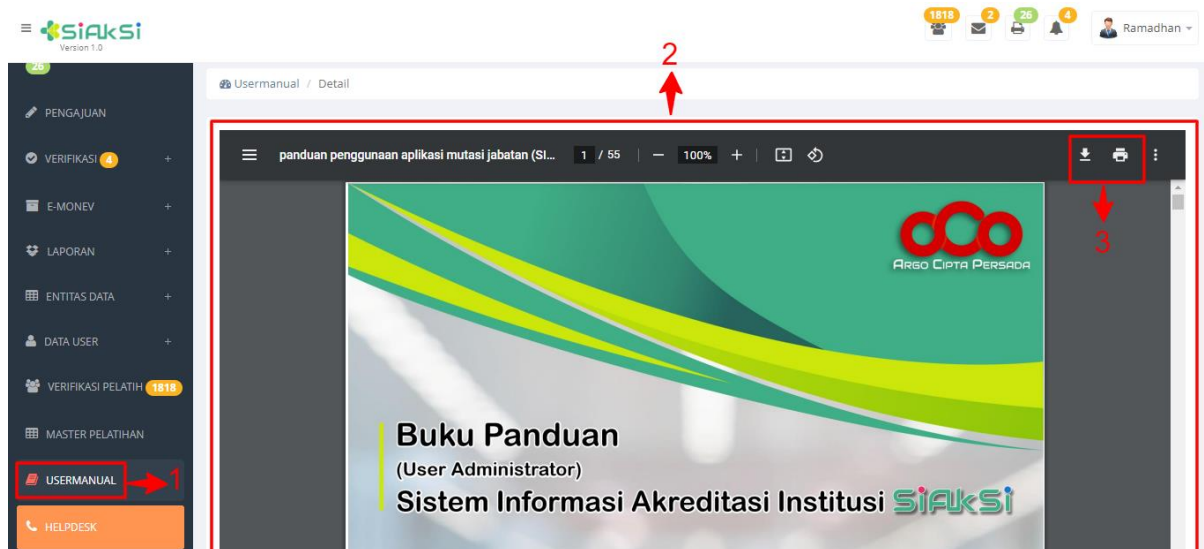 SiAkSi
Version 1.0
1818
2
26
4
Ramadhan
26
PENGAJUAN
VERIFIKASI 4 +
E-MONEV +
LAPORAN +
ENTITAS DATA +
DATA USER +
VERIFIKASI PELATIH 1818
MASTER PELATIHAN
USERMANUAL
1
HELPDESK
2
Usermanual / Detail
panduan penggunaan aplikasi mutasi jabatan (SI... 1 / 55 | — 100% + |
3
ARGO CIPTA PERSADA
Buku Panduan
(User Administrator)
Sistem Informasi Akreditasi Institusi SiAkSi